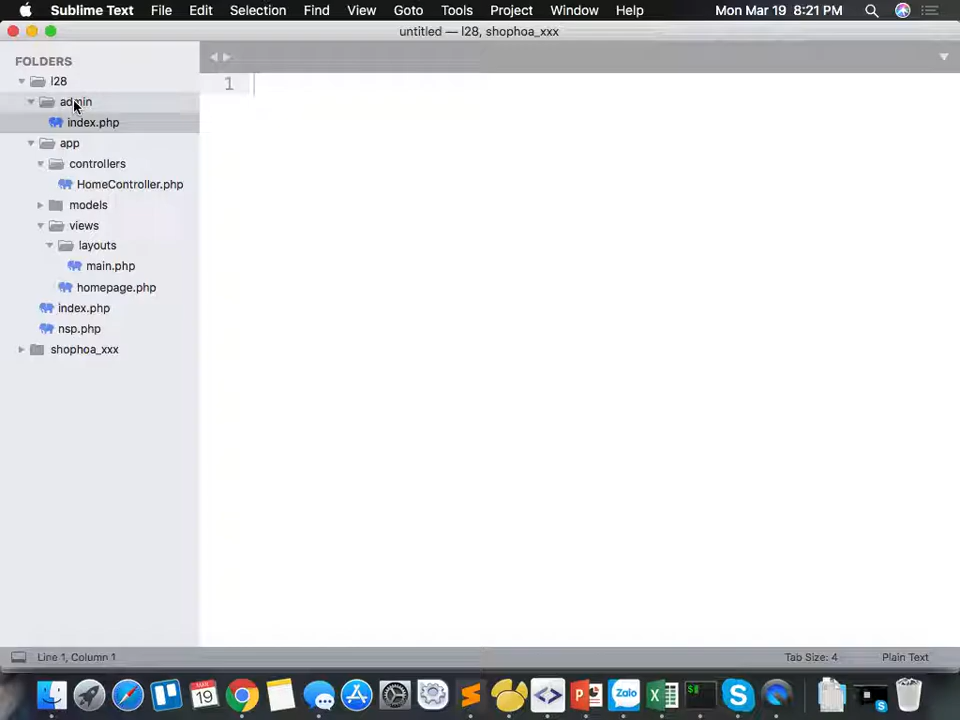 Sublime Text File Edit Selection Find View Goto Tools Project Window Help Mon Mar 19 8:21 PM
untitled — l28, shophoa_xxx
FOLDERS
l28
1
admin
index.php
app
controllers
HomeController.php
models
views
layouts
main.php
homepage.php
index.php
nsp.php
shophoa_xxx
Line 1, Column 1 Tab Size: 4 Plain Text
MAR
19
Zalo